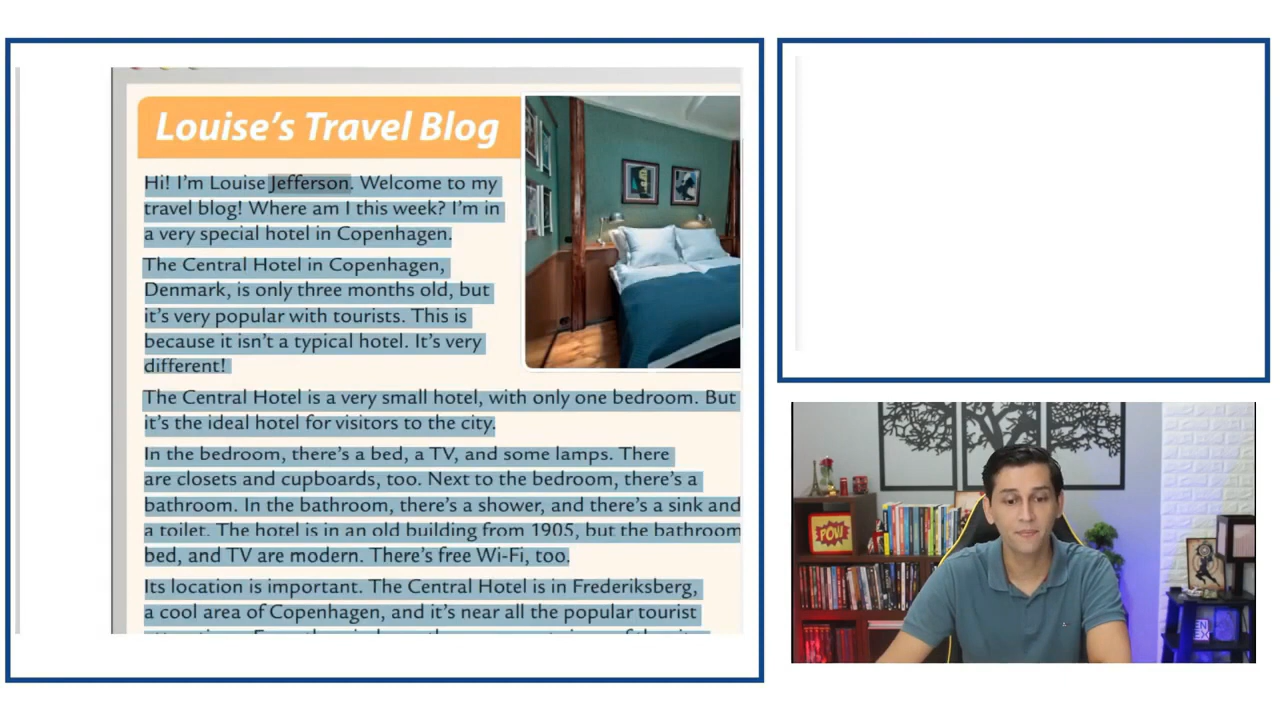 Louise's Travel Blog
Hi! I'm Louise Jefferson. Welcome to my
travel blog! Where am I this week? I'm in
a very special hotel in Copenhagen.
The Central Hotel in Copenhagen,
Denmark, is only three months old, but
it's very popular with tourists. This is
because it isn't a typical hotel. It's very
different!
The Central Hotel is a very small hotel, with only one bedroom. But
it's the ideal hotel for visitors to the city.
In the bedroom, there's a bed, a TV, and some lamps. There
are closets and cupboards, too. Next to the bedroom, there's a
bathroom. In the bathroom, there's a shower, and there's a sink and
a toilet. The hotel is in an old building from 1905, but the bathroom
bed, and TV are modern. There's free Wi-Fi, too.
Its location is important. The Central Hotel is in Frederiksberg,
a cool area of Copenhagen, and it's near all the popular tourist
POW!